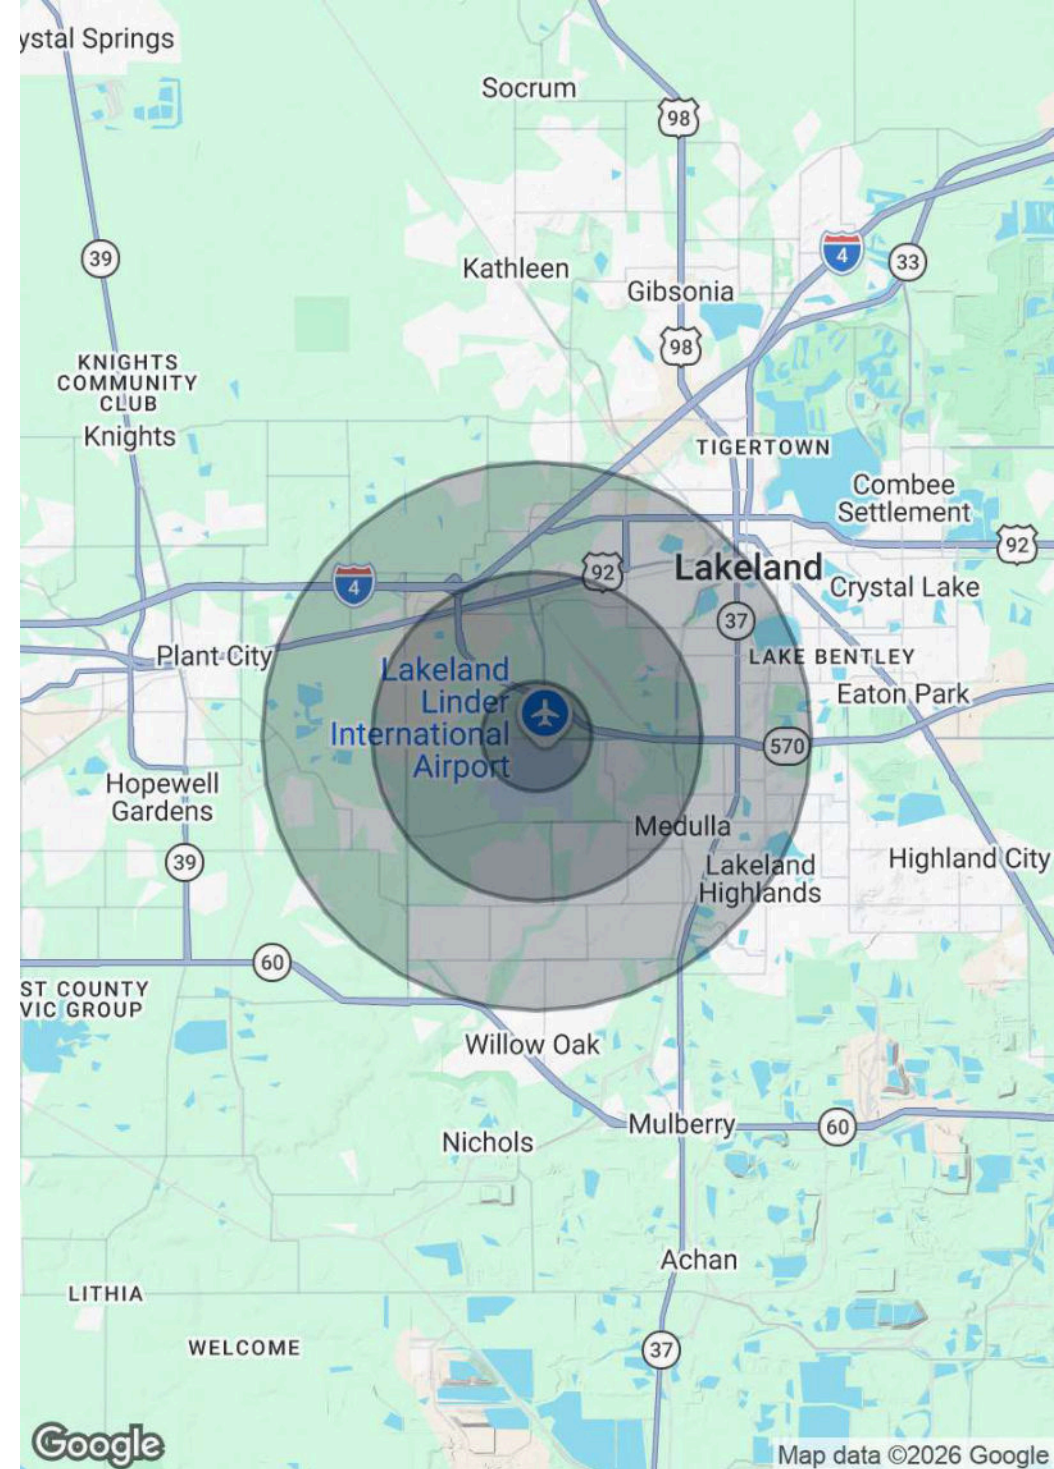 ystal Springs
Socrum
98
39
Kathleen
4
33
Gibsonia
98
KNIGHTS
COMMUNITY
CLUB
Knights
TIGERTOWN
Combee
Settlement
92
92
Lakeland
4
Crystal Lake
37
Plant City
LAKE BENTLEY
Lakeland
Linder
International
Airport
Eaton Park
570
Hopewell
Gardens
Medulla
39
Lakeland
Highlands
Highland City
60
ST COUNTY
VIC GROUP
Willow Oak
Mulberry
60
Nichols
Achan
LITHIA
WELCOME
37
Google
Map data ©2026 Google